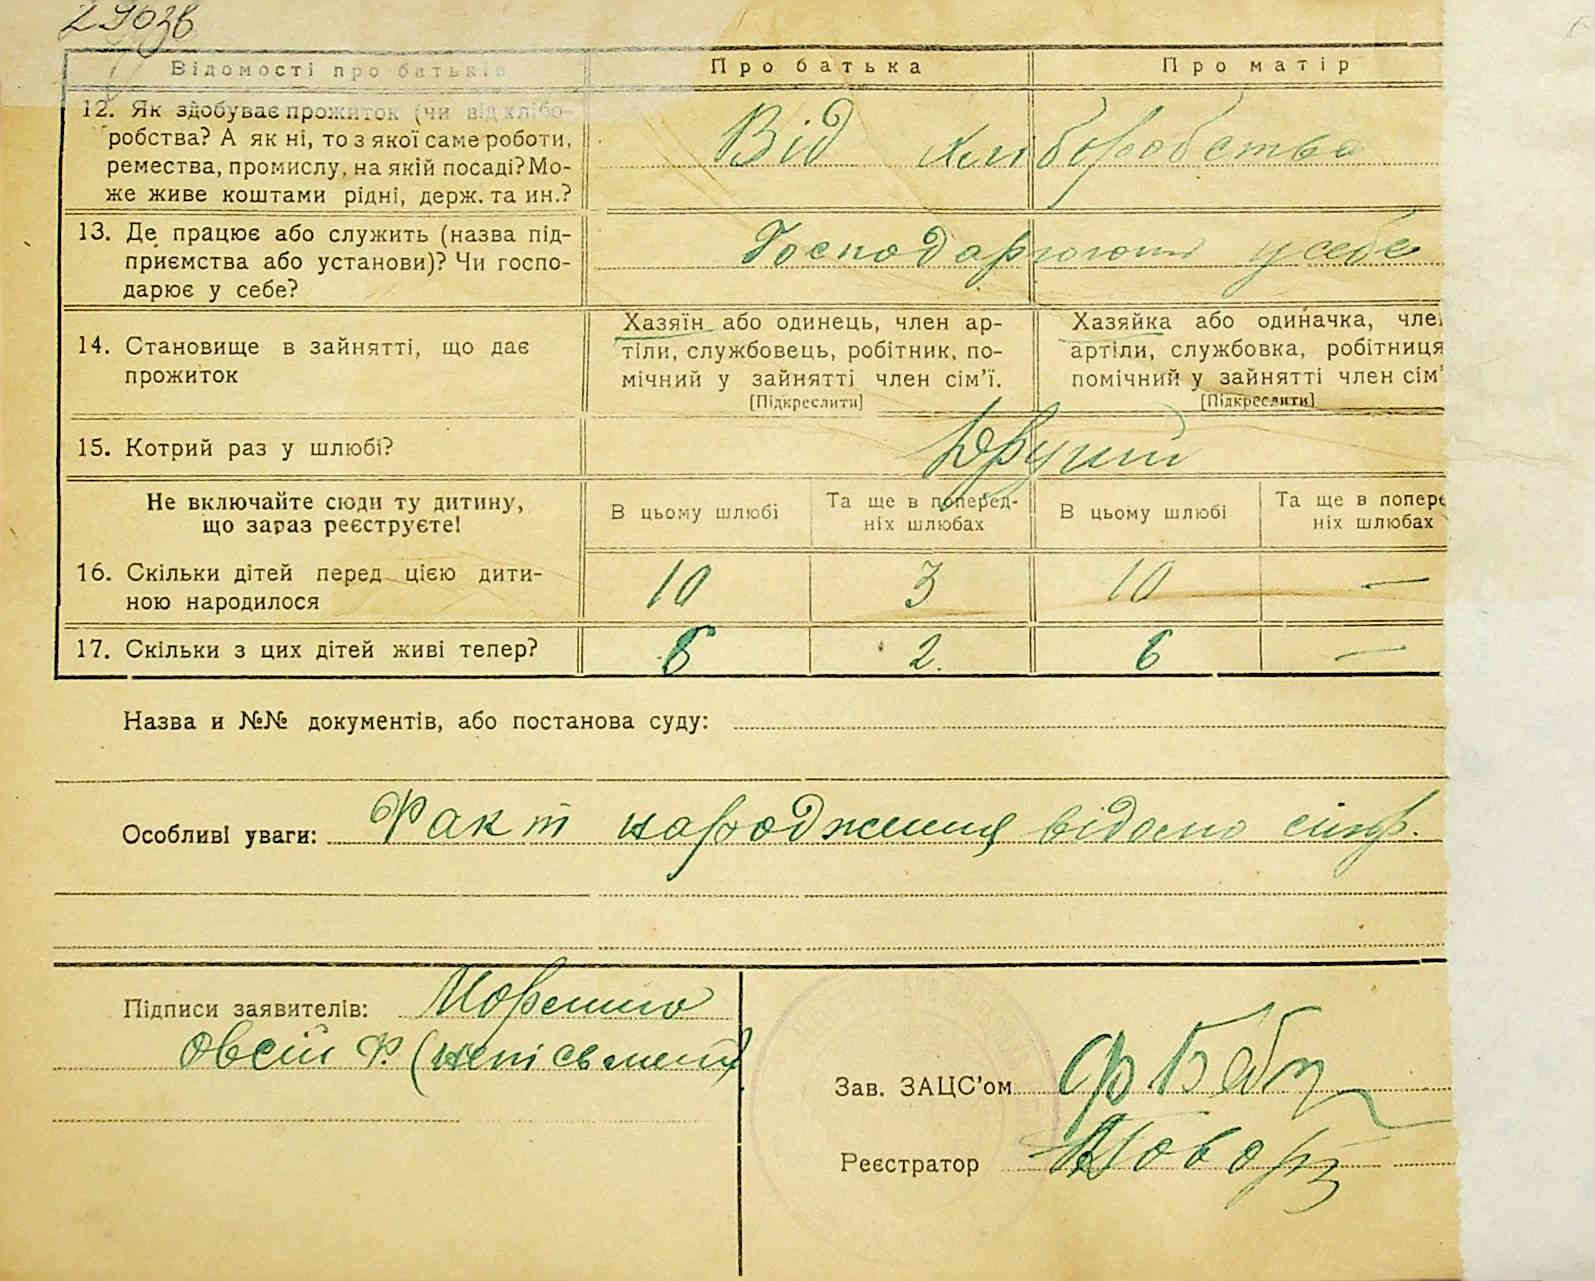 Відомості про батьків Про батька Про матір
12. Як здобуває прожиток (чи від хлібо-
робства? А як ні, то з якої саме роботи,
ремества, промислу, на якій посаді? Мо-
же живе коштами рідні, держ. та ин.?
Від хліборобства
13. Де працює або служить (назва під-
приємства або установи)? Чи госпо-
дарює у себе?
Господарюють у себе
14. Становище в зайнятті, що дає
прожиток
Хазяїн або одинець, член ар-
тіли, службовець, робітник, по-
мічний у зайнятті член сім'ї.
[Підкреслити]
Хазяйка або одиначка, член
артіли, службовка, робітниця
помічний у зайнятті член сім'
[Підкреслити]
15. Котрий раз у шлюбі? Другий
Не включайте сюди ту дитину,
що зараз реєструєте!
В цьому шлюбі
Та ще в поперед-
ніх шлюбах
В цьому шлюбі
Та ще в попере
ніх шлюбах
16. Скільки дітей перед цією дити-
ною народилося
10 3 10 —
17. Скільки з цих дітей живі тепер? 6 2. 6 —
Назва и №№ документів, або постанова суду:
Особливі уваги: Факт народження відомо
Підписи заявителів:
Овсій Ф.
Зав. ЗАЦС'ом
Реєстратор